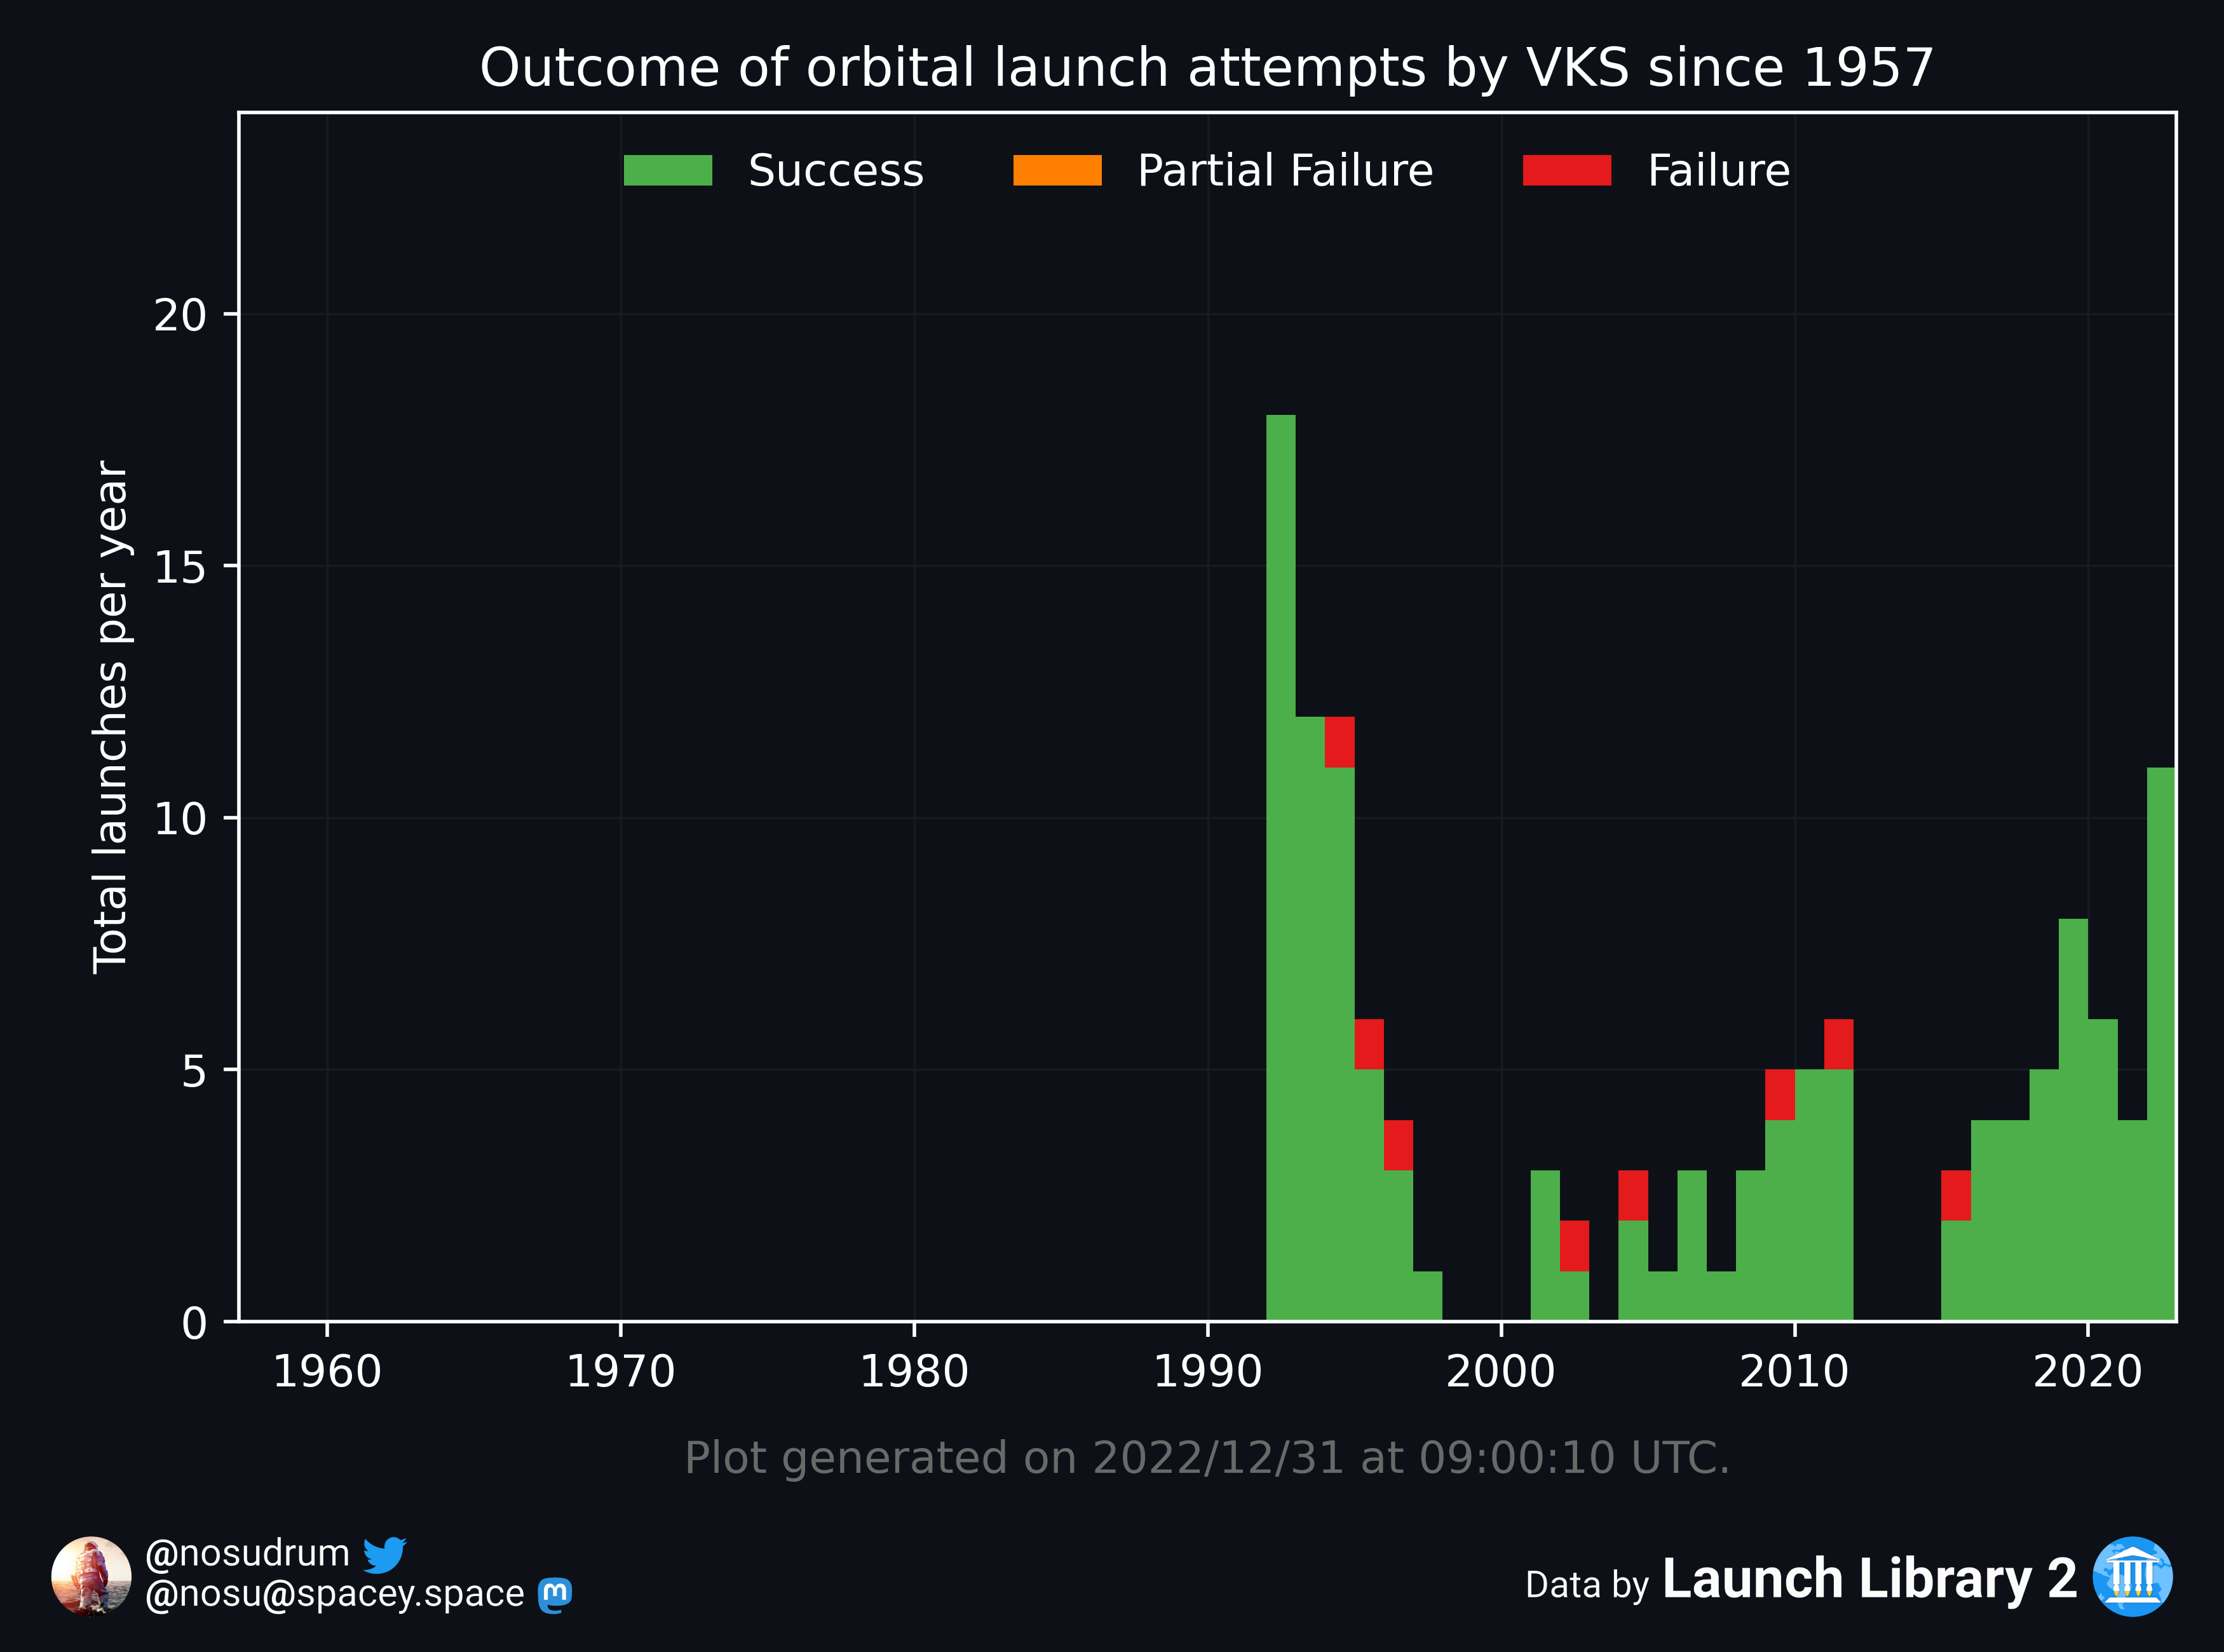 Outcome of orbital launch attempts by VKS since 1957
Success Partial Failure Failure
Total launches per year
20
15
10
5
0
1960 1970 1980 1990 2000 2010 2020
Plot generated on 2022/12/31 at 09:00:10 UTC.
@nosudrum
@nosu@spacey.space
Data by Launch Library 2